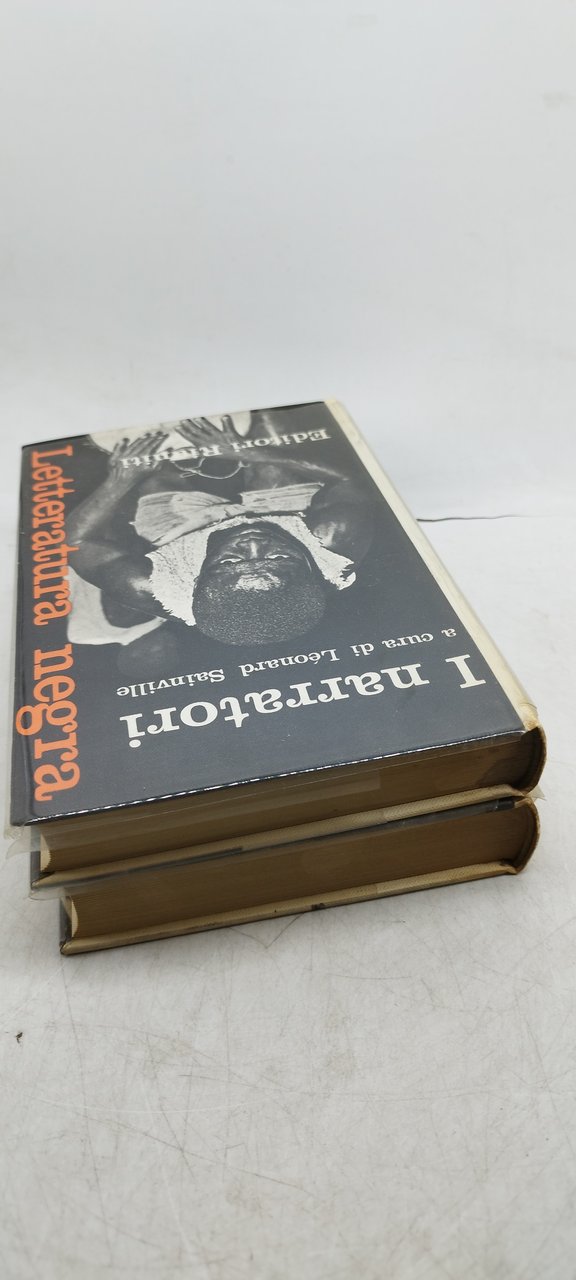 I narratori
a cura di Léonard Sainville
Editori Riuniti
Letteratura negra